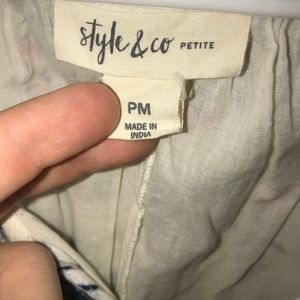 style & co PETITE
PM
MADE IN
INDIA